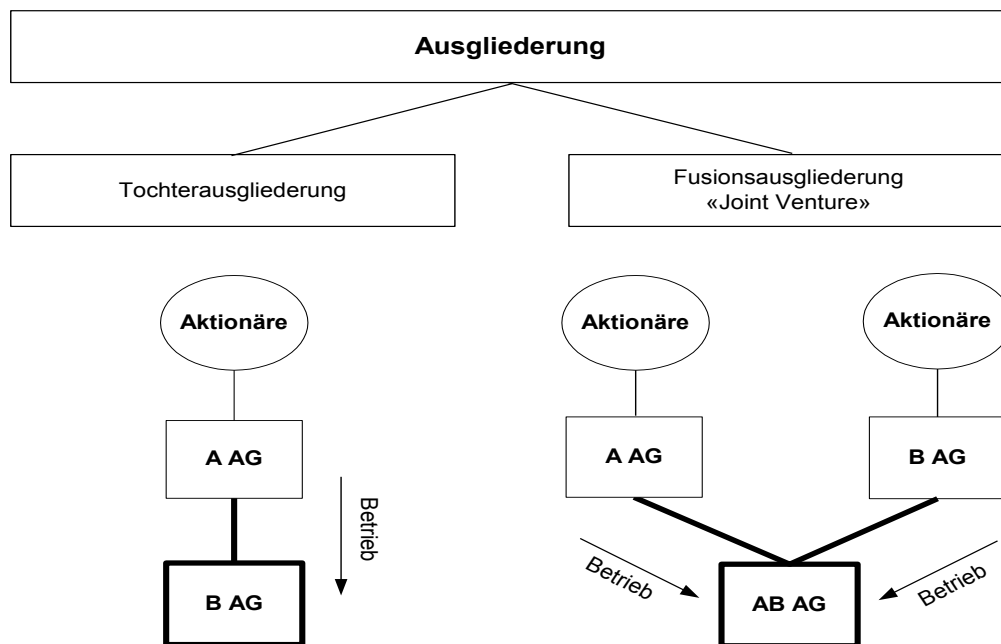 Ausgliederung
Tochterausgliederung
Fusionsausgliederung
«Joint Venture»
Aktionäre
A AG
Betrieb
B AG
Aktionäre
Aktionäre
A AG
B AG
Betrieb
Betrieb
AB AG